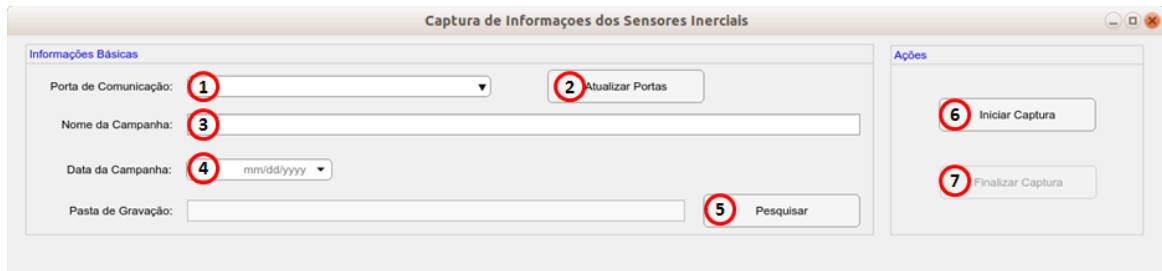 Captura de Informaçoes dos Sensores Inerciais
Informações Básicas
Ações
Porta de Comunicação:
1
2
Atualizar Portas
Nome da Campanha:
3
6
Iniciar Captura
Data da Campanha:
4
mm/dd/yyyy
7
Finalizar Captura
Pasta de Gravação:
5
Pesquisar